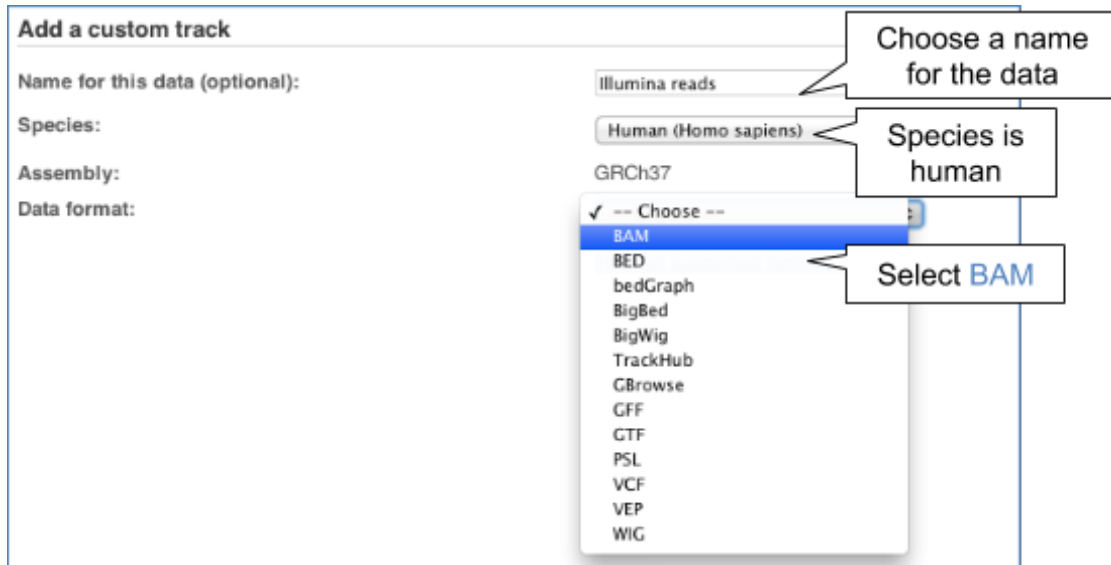 Add a custom track
Choose a name
for the data
Name for this data (optional):
Illumina reads
Species:
Human (Homo sapiens)
Species is
human
Assembly:
GRCh37
Data format:
✓ -- Choose --
BAM
BED
Select BAM
bedGraph
BigBed
BigWig
TrackHub
GBrowse
GFF
GTF
PSL
VCF
VEP
WIG